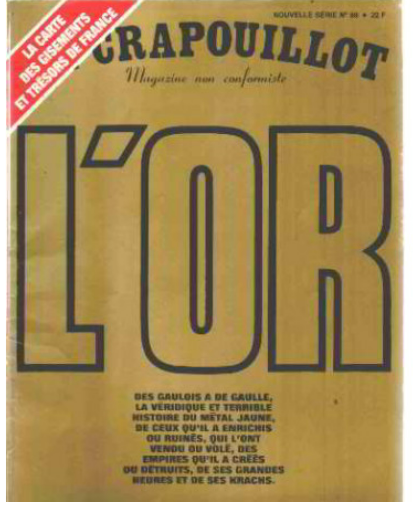 NOUVELLE SÉRIE N° • 22 F
LA CARTE
DES GISEMENTS
ET TRÉSORS DE FRANCE
CRAPOUILLOT
Magazine non conformiste
L'OR
DES GAULOIS A DE GAULLE,
LA VÉRIDIQUE ET TERRIBLE
HISTOIRE DU MÉTAL JAUNE,
DE CEUX QU'IL A ENRICHIS
OU RUINÉS, QUI L'ONT
VENDU OU VOLÉ, DES
EMPIRES QU'IL A CRÉÉS
OU DÉTRUITS, DE SES GRANDES
HEURES ET DE SES KRACHS.